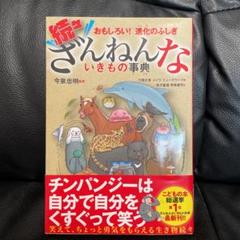 おもしろい! 進化のふしぎ
続
ざんねんな
いきもの事典
今泉忠明 監修
チンパンジーは
自分で自分を
くすぐって笑う
こどもの本
総選挙
第1位
最新刊!!
笑えて、ちょっと勇気をもらえる生き物続々